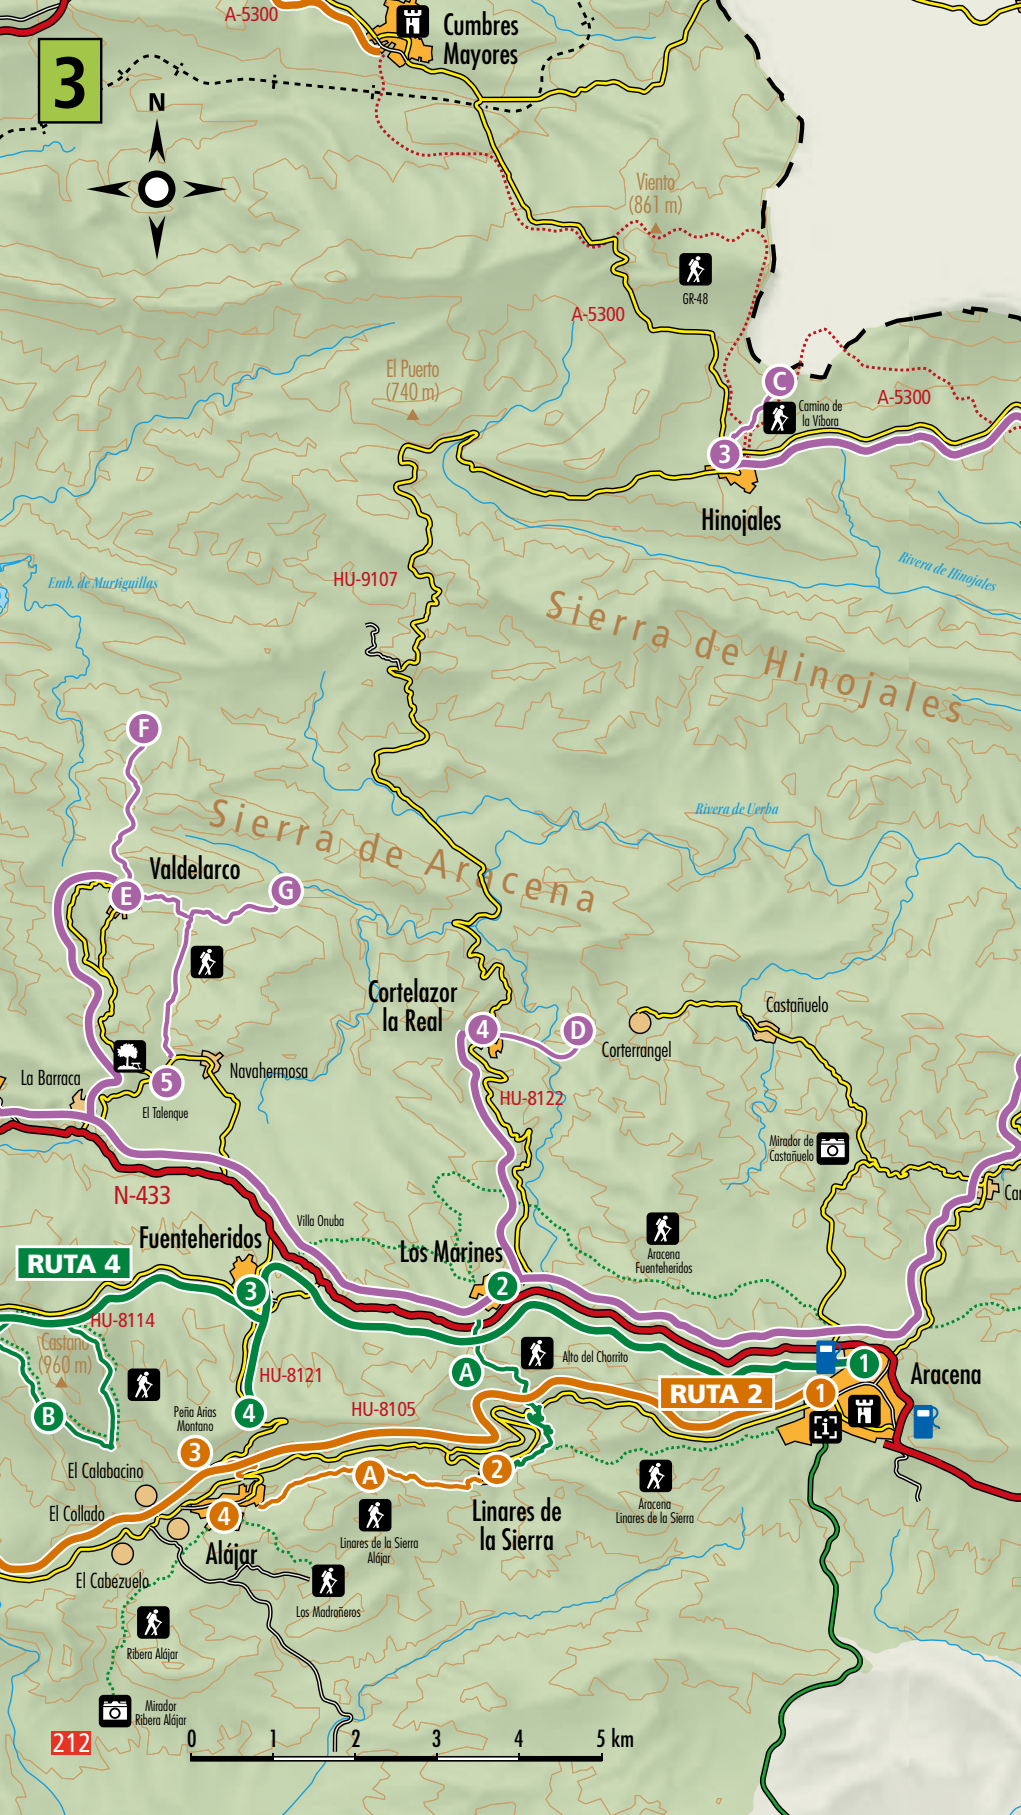 A-5300
Cumbres
Mayores
3
N
Viento
(861 m)
GR-48
A-5300
El Puerto
(740 m)
C
A-5300
Camino de
la Víbora
3
Hinojales
Rivera de Hinojales
HU-9107
Emb. de Murtiguillas
Sierra de Hinojales
F
Rivera de Uerba
Sierra de Aracena
Valdelarco
E
G
Cortelazor
la Real
4
D
Castañuelo
Corterrangel
Navahermosa
La Barraca
5
El Talenque
HU-8122
Mirador de
Castañuelo
N-433
Villa Onuba
Fuenteheridos
Los Marines
Aracena
Fuenteheridos
RUTA 4
3
2
HU-8114
Castaño
(960 m)
Alto del Chorrito
1
Aracena
A
HU-8121
RUTA 2
1
B
4
HU-8105
Peña Arias
Montano
3
i
El Calabacino
A
2
El Collado
4
Aracena
Linares de la Sierra
Linares de
la Sierra
Linares de la Sierra
Alájar
Alájar
El Cabezuelo
Los Madroñeros
Ribera Alájar
Mirador
Ribera Alájar
212
0 1 2 3 4 5 km